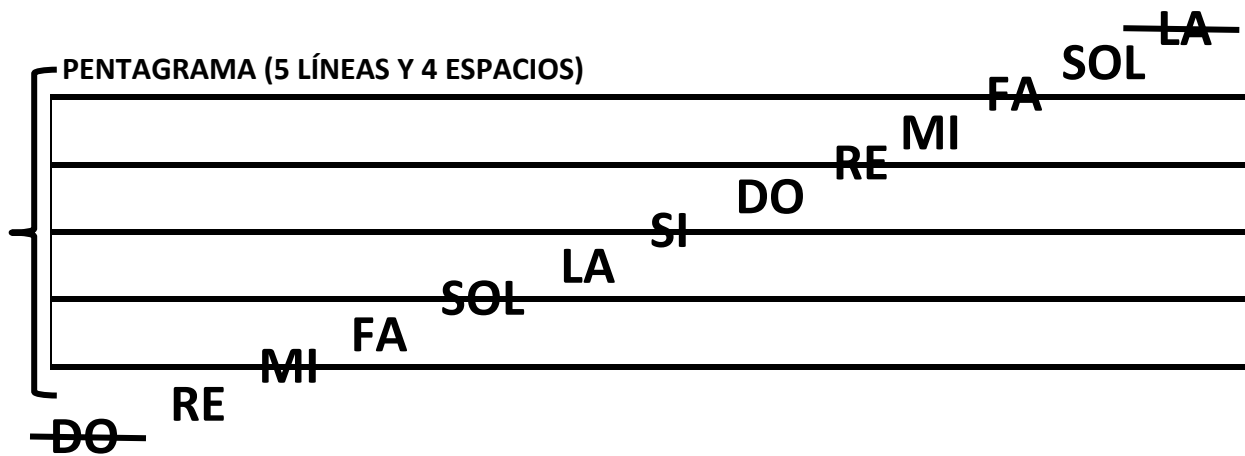 LA
SOL
PENTAGRAMA (5 LÍNEAS Y 4 ESPACIOS)
FA
MI
RE
DO
SI
LA
SOL
FA
MI
RE
DO